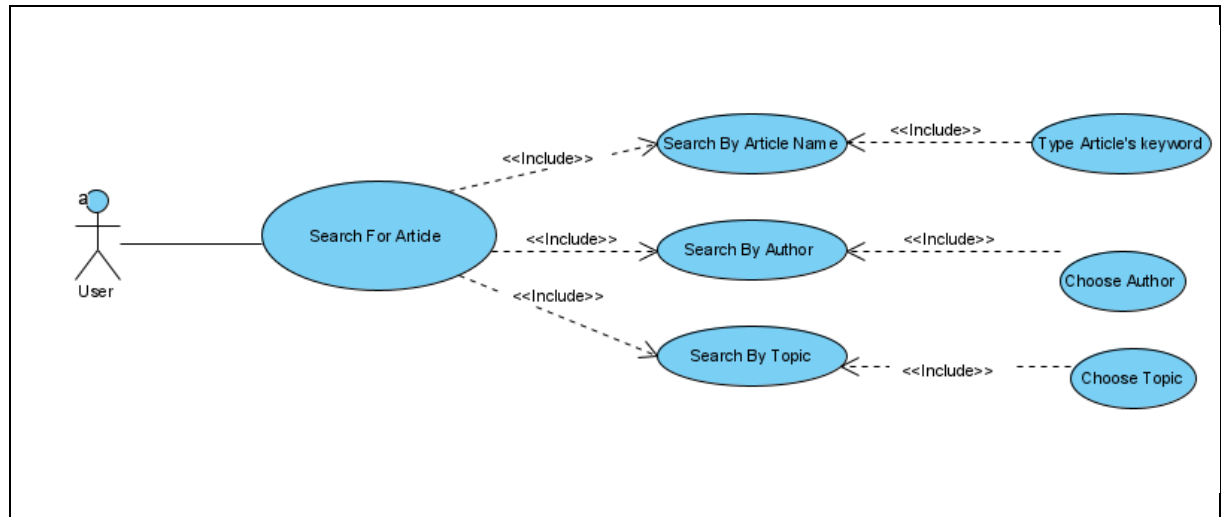 <<Include>>
Search By Article Name
<<Include>>
Type Article's keyword
a
User
Search For Article
<<Include>>
Search By Author
<<Include>>
Choose Author
<<Include>>
Search By Topic
<<Include>>
Choose Topic